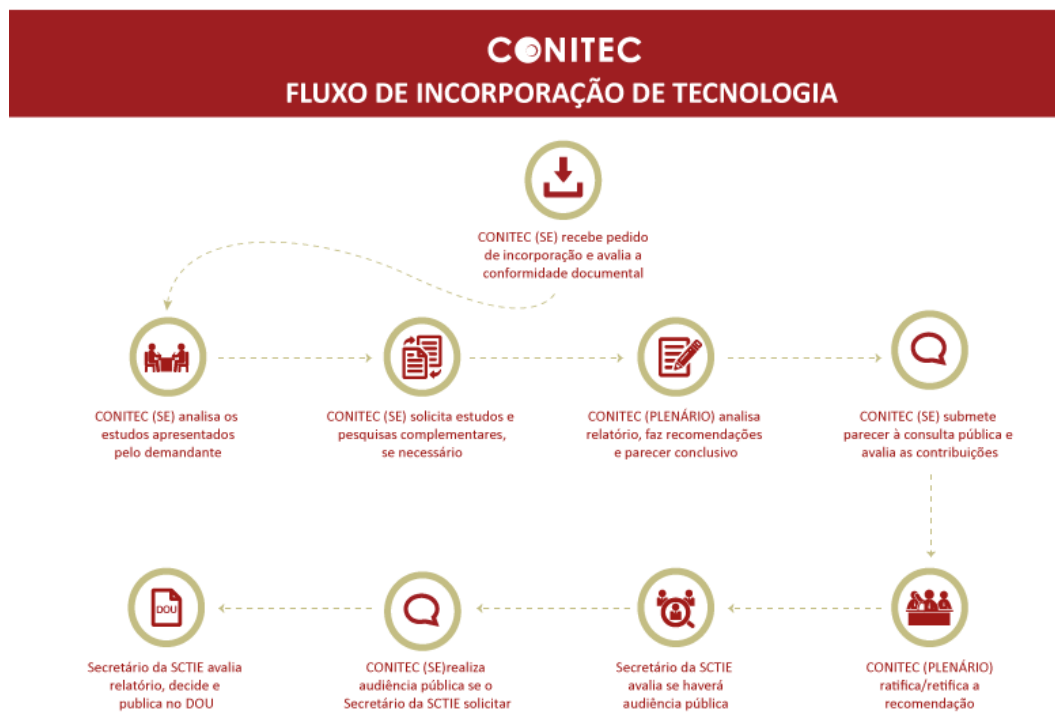 CONITEC
FLUXO DE INCORPORAÇÃO DE TECNOLOGIA
CONITEC (SE) recebe pedido
de incorporação e avalia a
conformidade documental
CONITEC (SE) analisa os
estudos apresentados
pelo demandante
CONITEC (SE) solicita estudos e
pesquisas complementares,
se necessário
CONITEC (PLENÁRIO) analisa
relatório, faz recomendações
e parecer conclusivo
CONITEC (SE) submete
parecer à consulta pública e
avalia as contribuições
CONITEC (PLENÁRIO)
ratifica/retifica a
recomendação
Secretário da SCTIE
avalia se haverá
audiência pública
CONITEC (SE)realiza
audiência pública se o
Secretário da SCTIE solicitar
DOU
Secretário da SCTIE avalia
relatório, decide e
publica no DOU